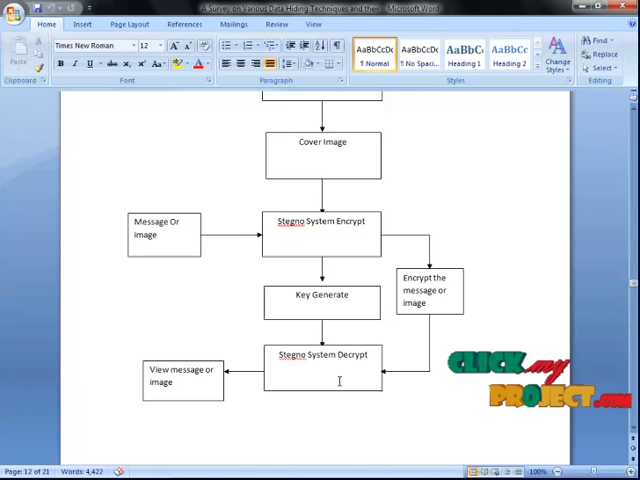 A Survey on Various Data Hiding Techniques and their - Microsoft Word
Home Insert Page Layout References Mailings Review View
Paste
Clipboard
Times New Roman 12
Font
Paragraph
AaBbCcDc AaBbCcDc AaBbC AaBbCc
¶ Normal ¶ No Spaci... Heading 1 Heading 2
Change Styles
Styles
Find
Replace
Select
Editing
Cover Image
Message Or
image
Stegno System Encrypt
Encrypt the
message or
image
Key Generate
Stegno System Decrypt
View message or
image
CLICK my
PROJECT.com
Page: 12 of 21 Words: 4,422 100%